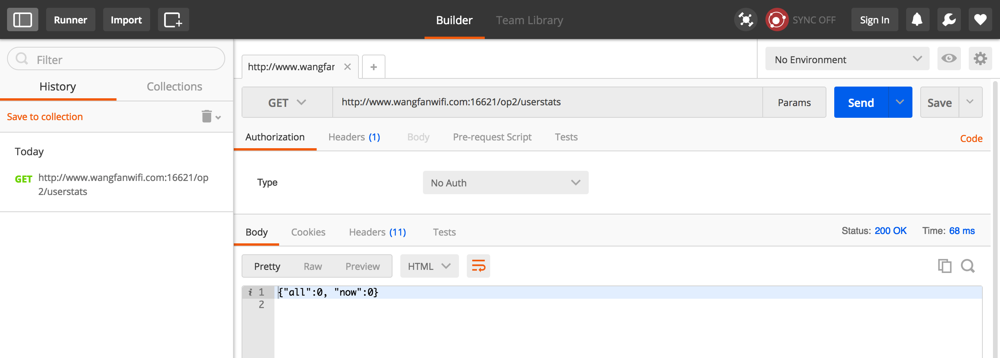 Runner
Import
Builder
Team Library
SYNC OFF
Sign In
Filter
History
Collections
Save to collection
Today
GET http://www.wangfanwifi.com:16621/op
2/userstats
http://www.wangfar
No Environment
GET
http://www.wangfanwifi.com:16621/op2/userstats
Params
Send
Save
Authorization
Headers (1)
Body
Pre-request Script
Tests
Code
Type
No Auth
Body
Cookies
Headers (11)
Tests
Status: 200 OK
Time: 68 ms
Pretty
Raw
Preview
HTML
i 1 {"all":0, "now":0}
2